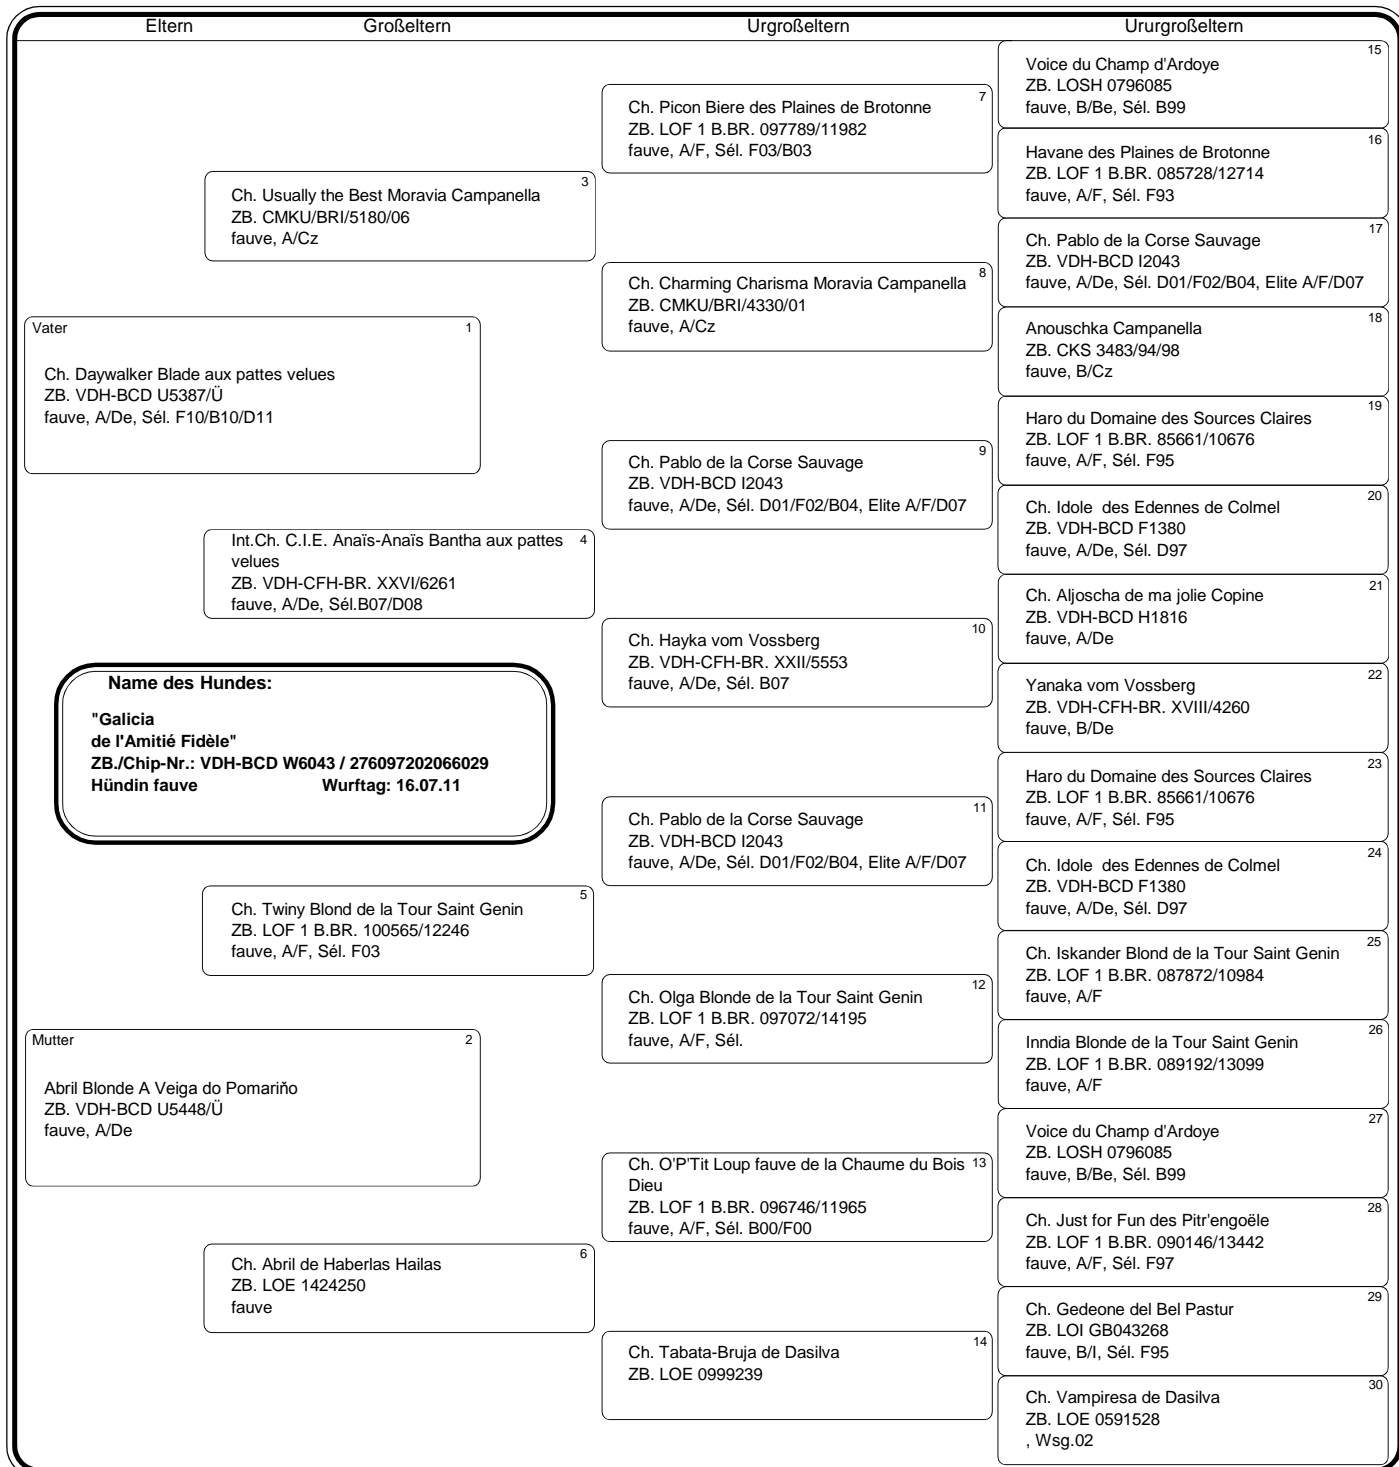 Eltern Großeltern Urgroßeltern Ururgroßeltern
Vater 1
Ch. Daywalker Blade aux pattes velues
ZB. VDH-BCD U5387/Ü
fauve, A/De, Sél. F10/B10/D11
Name des Hundes:
"Galicia
de l'Amitié Fidèle"
ZB./Chip-Nr.: VDH-BCD W6043 / 276097202066029
Hündin fauve Wurftag: 16.07.11
Mutter 2
Abril Blonde A Veiga do Pomariňo
ZB. VDH-BCD U5448/Ü
fauve, A/De
3
Ch. Usually the Best Moravia Campanella
ZB. CMKU/BRI/5180/06
fauve, A/Cz
Int.Ch. C.I.E. Anaïs-Anaïs Bantha aux pattes 4
velues
ZB. VDH-CFH-BR. XXVI/6261
fauve, A/De, Sél.B07/D08
5
Ch. Twiny Blond de la Tour Saint Genin
ZB. LOF 1 B.BR. 100565/12246
fauve, A/F, Sél. F03
6
Ch. Abril de Haberlas Hailas
ZB. LOE 1424250
fauve
7
Ch. Picon Biere des Plaines de Brotonne
ZB. LOF 1 B.BR. 097789/11982
fauve, A/F, Sél. F03/B03
8
Ch. Charming Charisma Moravia Campanella
ZB. CMKU/BRI/4330/01
fauve, A/Cz
9
Ch. Pablo de la Corse Sauvage
ZB. VDH-BCD I2043
fauve, A/De, Sél. D01/F02/B04, Elite A/F/D07
10
Ch. Hayka vom Vossberg
ZB. VDH-CFH-BR. XXII/5553
fauve, A/De, Sél. B07
11
Ch. Pablo de la Corse Sauvage
ZB. VDH-BCD I2043
fauve, A/De, Sél. D01/F02/B04, Elite A/F/D07
12
Ch. Olga Blonde de la Tour Saint Genin
ZB. LOF 1 B.BR. 097072/14195
fauve, A/F, Sél.
Ch. O'P'Tit Loup fauve de la Chaume du Bois 13
Dieu
ZB. LOF 1 B.BR. 096746/11965
fauve, A/F, Sél. B00/F00
14
Ch. Tabata-Bruja de Dasilva
ZB. LOE 0999239
15
Voice du Champ d'Ardoye
ZB. LOSH 0796085
fauve, B/Be, Sél. B99
16
Havane des Plaines de Brotonne
ZB. LOF 1 B.BR. 085728/12714
fauve, A/F, Sél. F93
17
Ch. Pablo de la Corse Sauvage
ZB. VDH-BCD I2043
fauve, A/De, Sél. D01/F02/B04, Elite A/F/D07
18
Anouschka Campanella
ZB. CKS 3483/94/98
fauve, B/Cz
19
Haro du Domaine des Sources Claires
ZB. LOF 1 B.BR. 85661/10676
fauve, A/F, Sél. F95
20
Ch. Idole des Edennes de Colmel
ZB. VDH-BCD F1380
fauve, A/De, Sél. D97
21
Ch. Aljoscha de ma jolie Copine
ZB. VDH-BCD H1816
fauve, A/De
22
Yanaka vom Vossberg
ZB. VDH-CFH-BR. XVIII/4260
fauve, B/De
23
Haro du Domaine des Sources Claires
ZB. LOF 1 B.BR. 85661/10676
fauve, A/F, Sél. F95
24
Ch. Idole des Edennes de Colmel
ZB. VDH-BCD F1380
fauve, A/De, Sél. D97
25
Ch. Iskander Blond de la Tour Saint Genin
ZB. LOF 1 B.BR. 087872/10984
fauve, A/F
26
Inndia Blonde de la Tour Saint Genin
ZB. LOF 1 B.BR. 089192/13099
fauve, A/F
27
Voice du Champ d'Ardoye
ZB. LOSH 0796085
fauve, B/Be, Sél. B99
28
Ch. Just for Fun des Pitr'engoële
ZB. LOF 1 B.BR. 090146/13442
fauve, A/F, Sél. F97
29
Ch. Gedeone del Bel Pastur
ZB. LOI GB043268
fauve, B/I, Sél. F95
30
Ch. Vampiresa de Dasilva
ZB. LOE 0591528
, Wsg.02